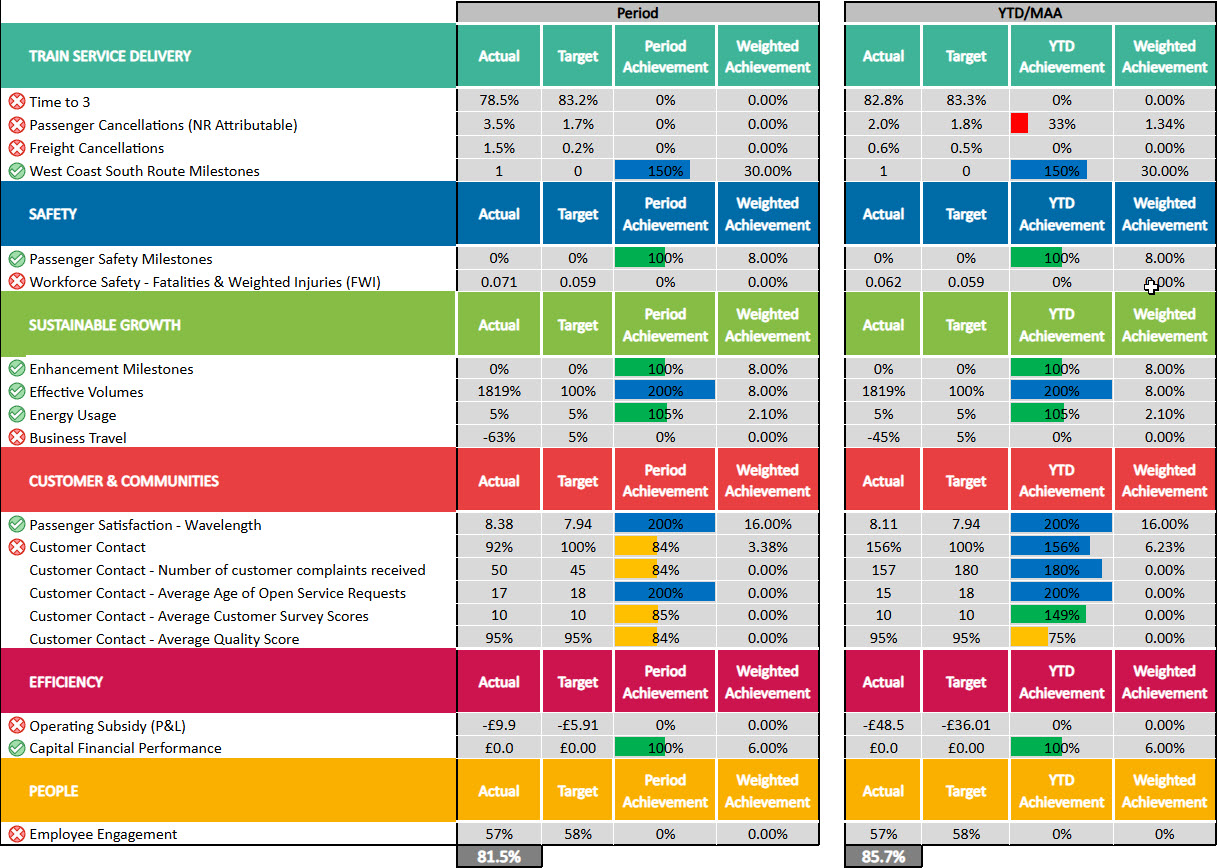 Period YTD/MAA
TRAIN SERVICE DELIVERY Actual Target Period Achievement Weighted Achievement Actual Target YTD Achievement Weighted Achievement
Time to 3 78.5% 83.2% 0% 0.00% 82.8% 83.3% 0% 0.00%
Passenger Cancellations (NR Attributable) 3.5% 1.7% 0% 0.00% 2.0% 1.8% 33% 1.34%
Freight Cancellations 1.5% 0.2% 0% 0.00% 0.6% 0.5% 0% 0.00%
West Coast South Route Milestones 1 0 150% 30.00% 1 0 150% 30.00%
SAFETY Actual Target Period Achievement Weighted Achievement Actual Target YTD Achievement Weighted Achievement
Passenger Safety Milestones 0% 0% 100% 8.00% 0% 0% 100% 8.00%
Workforce Safety - Fatalities & Weighted Injuries (FWI) 0.071 0.059 0% 0.00% 0.062 0.059 0% 0.00%
SUSTAINABLE GROWTH Actual Target Period Achievement Weighted Achievement Actual Target YTD Achievement Weighted Achievement
Enhancement Milestones 0% 0% 100% 8.00% 0% 0% 100% 8.00%
Effective Volumes 1819% 100% 200% 8.00% 1819% 100% 200% 8.00%
Energy Usage 5% 5% 105% 2.10% 5% 5% 105% 2.10%
Business Travel -63% 5% 0% 0.00% -45% 5% 0% 0.00%
CUSTOMER & COMMUNITIES Actual Target Period Achievement Weighted Achievement Actual Target YTD Achievement Weighted Achievement
Passenger Satisfaction - Wavelength 8.38 7.94 200% 16.00% 8.11 7.94 200% 16.00%
Customer Contact 92% 100% 84% 3.38% 156% 100% 156% 6.23%
Customer Contact - Number of customer complaints received 50 45 84% 0.00% 157 180 180% 0.00%
Customer Contact - Average Age of Open Service Requests 17 18 200% 0.00% 15 18 200% 0.00%
Customer Contact - Average Customer Survey Scores 10 10 85% 0.00% 10 10 149% 0.00%
Customer Contact - Average Quality Score 95% 95% 84% 0.00% 95% 95% 75% 0.00%
EFFICIENCY Actual Target Period Achievement Weighted Achievement Actual Target YTD Achievement Weighted Achievement
Operating Subsidy (P&L) -£9.9 -£5.91 0% 0.00% -£48.5 -£36.01 0% 0.00%
Capital Financial Performance £0.0 £0.00 100% 6.00% £0.0 £0.00 100% 6.00%
PEOPLE Actual Target Period Achievement Weighted Achievement Actual Target YTD Achievement Weighted Achievement
Employee Engagement 57% 58% 0% 0.00% 57% 58% 0% 0%
81.5% 85.7%